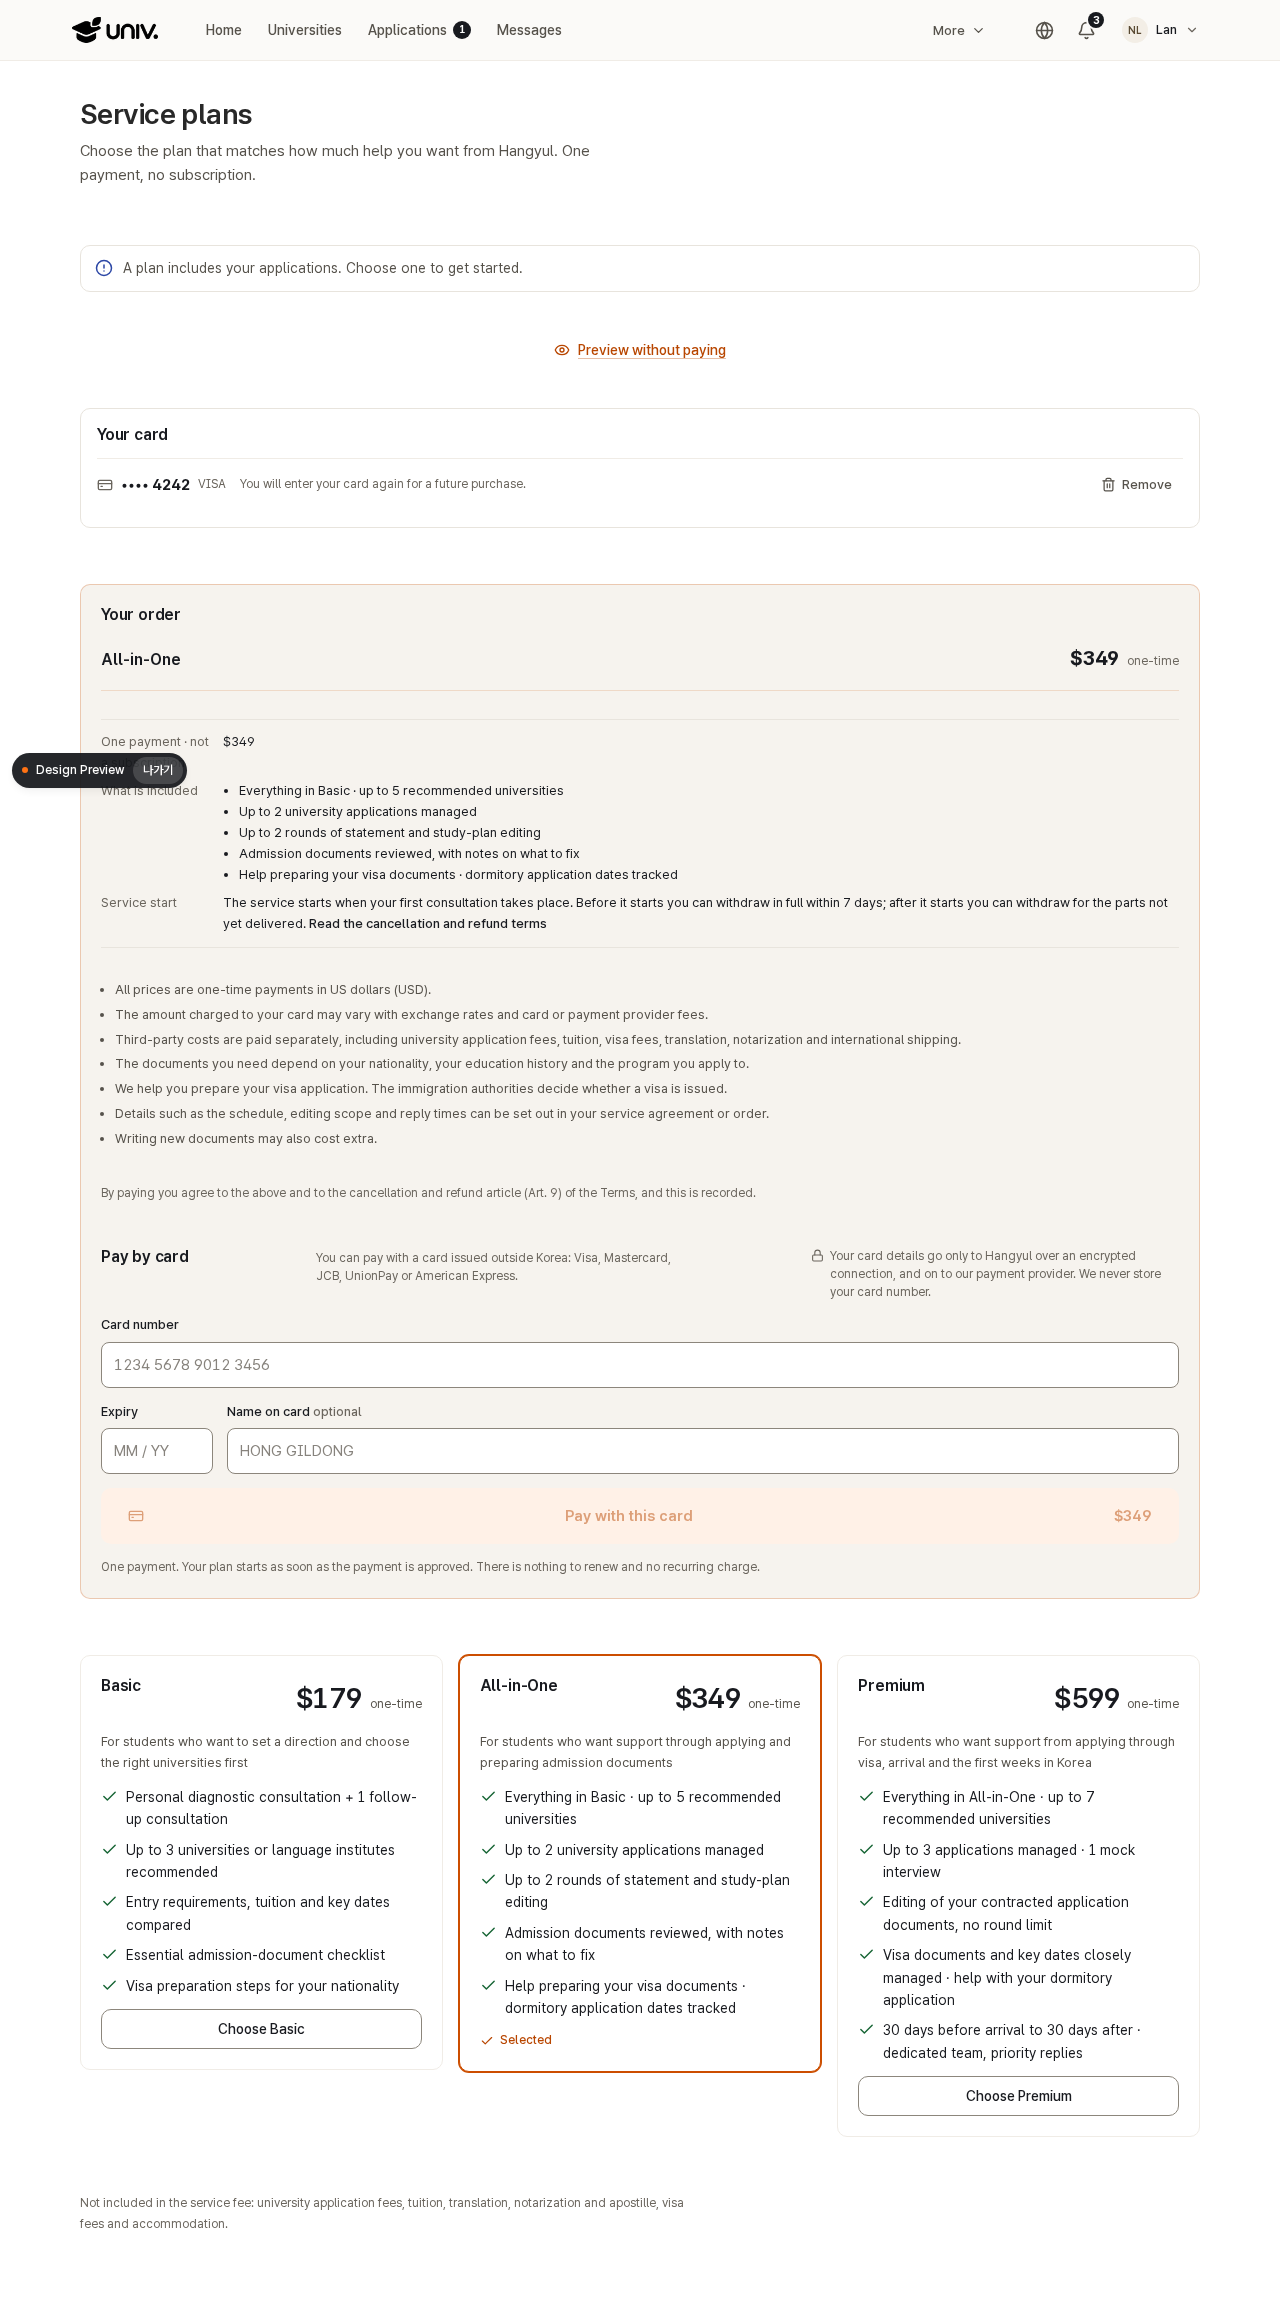 UNIV.
Home
Universities
Applications 1
Messages
More
3
NL
Lan
Service plans
Choose the plan that matches how much help you want from Hangyul. One
payment, no subscription.
A plan includes your applications. Choose one to get started.
Preview without paying
Your card
•••• 4242 VISA You will enter your card again for a future purchase.
Remove
Your order
All-in-One
$349 one-time
One payment · not
$349
Design Preview 나가기
What is included
• Everything in Basic · up to 5 recommended universities
• Up to 2 university applications managed
• Up to 2 rounds of statement and study-plan editing
• Admission documents reviewed, with notes on what to fix
• Help preparing your visa documents · dormitory application dates tracked
Service start
The service starts when your first consultation takes place. Before it starts you can withdraw in full within 7 days; after it starts you can withdraw for the parts not
yet delivered. Read the cancellation and refund terms
• All prices are one-time payments in US dollars (USD).
• The amount charged to your card may vary with exchange rates and card or payment provider fees.
• Third-party costs are paid separately, including university application fees, tuition, visa fees, translation, notarization and international shipping.
• The documents you need depend on your nationality, your education history and the program you apply to.
• We help you prepare your visa application. The immigration authorities decide whether a visa is issued.
• Details such as the schedule, editing scope and reply times can be set out in your service agreement or order.
• Writing new documents may also cost extra.
By paying you agree to the above and to the cancellation and refund article (Art. 9) of the Terms, and this is recorded.
Pay by card
You can pay with a card issued outside Korea: Visa, Mastercard,
JCB, UnionPay or American Express.
Your card details go only to Hangyul over an encrypted
connection, and on to our payment provider. We never store
your card number.
Card number
1234 5678 9012 3456
Expiry
Name on card optional
MM / YY
HONG GILDONG
Pay with this card
$349
One payment. Your plan starts as soon as the payment is approved. There is nothing to renew and no recurring charge.
Basic
$179 one-time
For students who want to set a direction and choose
the right universities first
Personal diagnostic consultation + 1 follow-
up consultation
Up to 3 universities or language institutes
recommended
Entry requirements, tuition and key dates
compared
Essential admission-document checklist
Visa preparation steps for your nationality
Choose Basic
All-in-One
$349 one-time
For students who want support through applying and
preparing admission documents
Everything in Basic · up to 5 recommended
universities
Up to 2 university applications managed
Up to 2 rounds of statement and study-plan
editing
Admission documents reviewed, with notes
on what to fix
Help preparing your visa documents ·
dormitory application dates tracked
Selected
Premium
$599 one-time
For students who want support from applying through
visa, arrival and the first weeks in Korea
Everything in All-in-One · up to 7
recommended universities
Up to 3 applications managed · 1 mock
interview
Editing of your contracted application
documents, no round limit
Visa documents and key dates closely
managed · help with your dormitory
application
30 days before arrival to 30 days after ·
dedicated team, priority replies
Choose Premium
Not included in the service fee: university application fees, tuition, translation, notarization and apostille, visa
fees and accommodation.